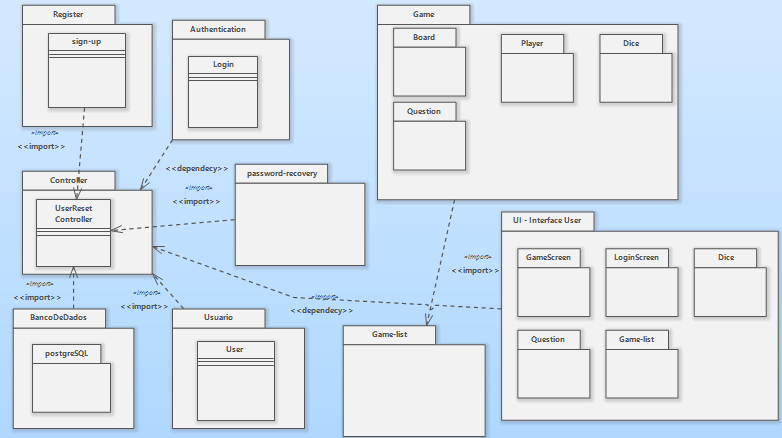 Register
sign-up
Authentication
Login
Game
Board
Player
Dice
Question
«import»
<<import>>
<<dependecy>>
Controller
UserReset
Controller
password-recovery
«import»
<<import>>
UI - Interface User
GameScreen
LoginScreen
Dice
Question
Game-list
«import»
<<import>>
«import»
<<import>>
«import»
<<import>>
«import»
<<dependecy>>
BancoDeDados
postgreSQL
Usuario
User
Game-list